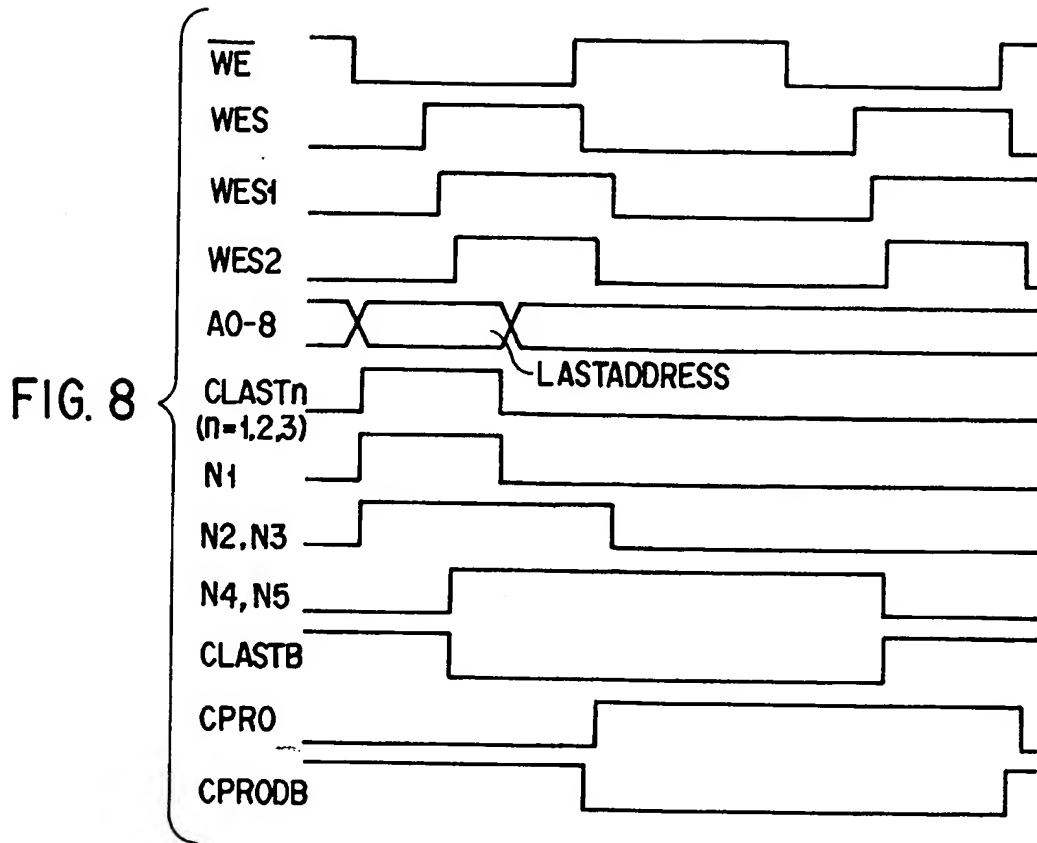 WE
WES
WES1
WES2
A0-8
LASTADDRESS
FIG. 8
CLASTn
(n=1,2,3)
N1
N2,N3
N4,N5
CLASTB
CPRO
CPRODB